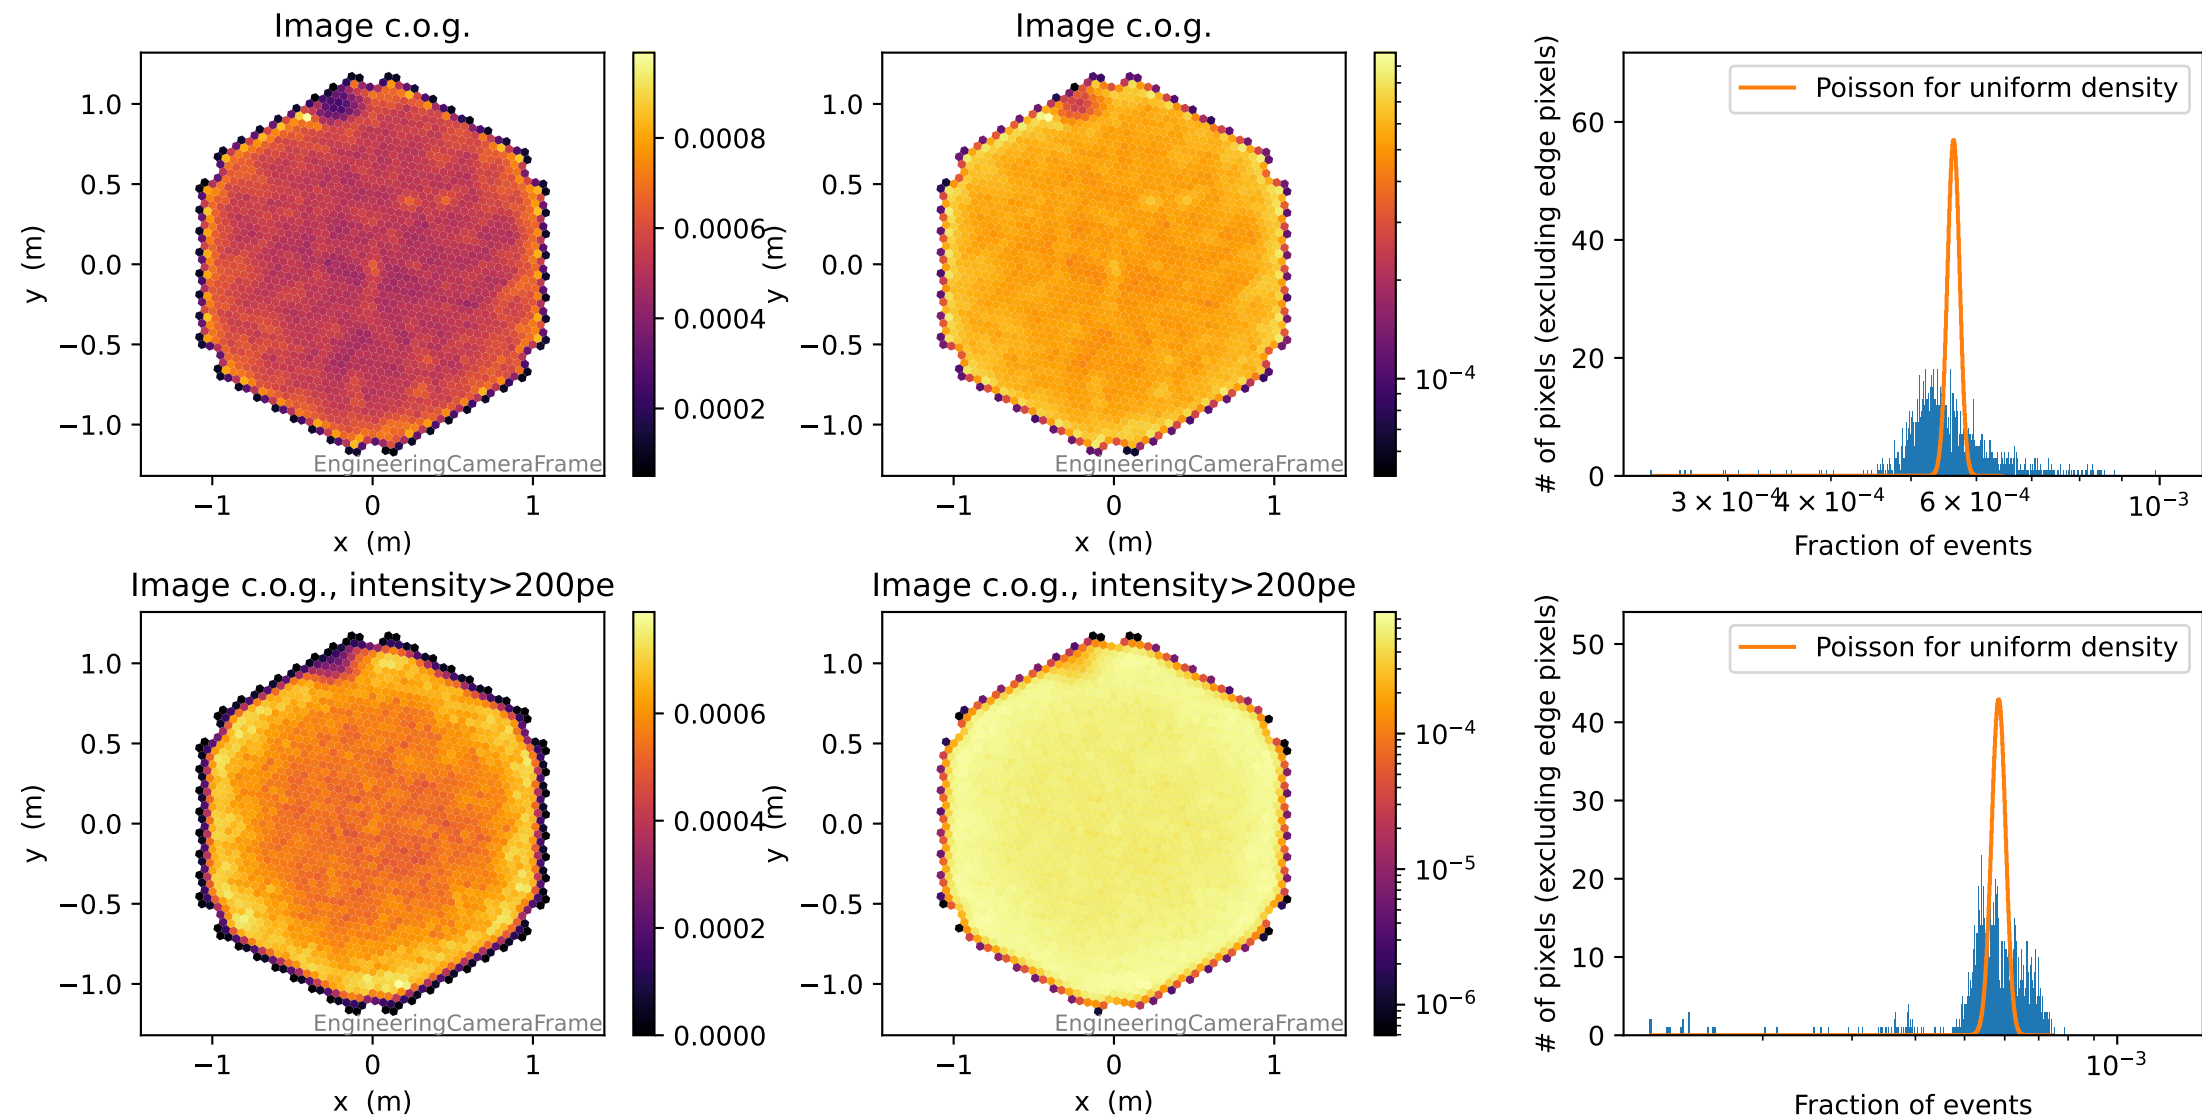 Image c.o.g.
y (m)
1.0
0.5
0.0
−0.5
−1.0
−1
0
1
x (m)
EngineeringCameraFrame
0.0008
0.0006
0.0004
0.0002
Image c.o.g.
y (m)
1.0
0.5
0.0
−0.5
−1.0
−1
0
1
x (m)
EngineeringCameraFrame
10⁻⁴
# of pixels (excluding edge pixels)
60
40
20
0
Poisson for uniform density
3 × 10⁻⁴
4 × 10⁻⁴
6 × 10⁻⁴
10⁻³
Fraction of events
Image c.o.g., intensity>200pe
y (m)
1.0
0.5
0.0
−0.5
−1.0
−1
0
1
x (m)
EngineeringCameraFrame
0.0006
0.0004
0.0002
0.0000
Image c.o.g., intensity>200pe
y (m)
1.0
0.5
0.0
−0.5
−1.0
−1
0
1
x (m)
EngineeringCameraFrame
10⁻⁴
10⁻⁵
10⁻⁶
# of pixels (excluding edge pixels)
50
40
30
20
10
0
Poisson for uniform density
10⁻³
Fraction of events